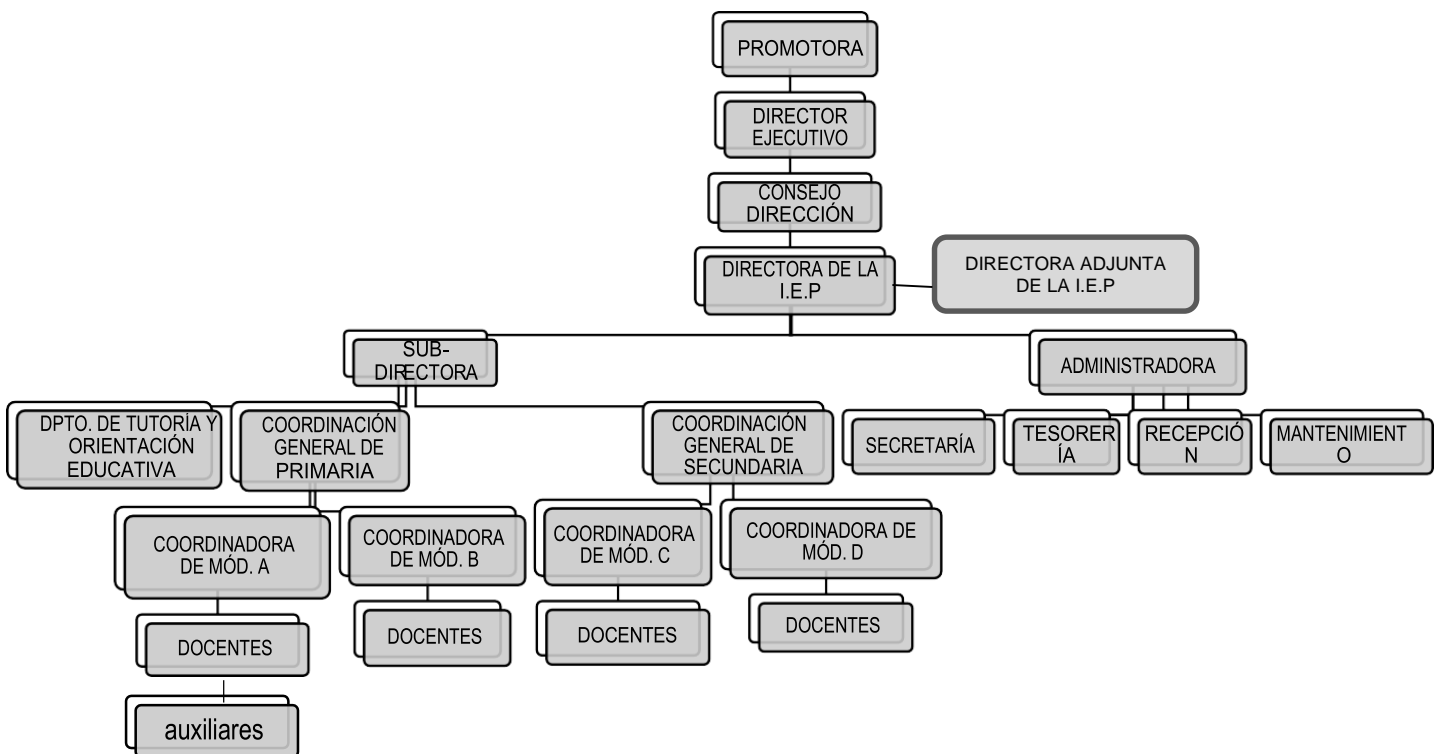 PROMOTORA
DIRECTOR
EJECUTIVO
CONSEJO
DIRECCIÓN
DIRECTORA DE LA
I.E.P
DIRECTORA ADJUNTA
DE LA I.E.P
SUB-
DIRECTORA
ADMINISTRADORA
DPTO. DE TUTORÍA Y
ORIENTACIÓN
EDUCATIVA
COORDINACIÓN
GENERAL DE
PRIMARIA
COORDINACIÓN
GENERAL DE
SECUNDARIA
SECRETARÍA
TESORER
ÍA
RECEPCIÓ
N
MANTENIMIENT
O
COORDINADORA
DE MÓD. A
COORDINADORA
DE MÓD. B
COORDINADORA
DE MÓD. C
COORDINADORA DE
MÓD. D
DOCENTES
DOCENTES
DOCENTES
DOCENTES
auxiliares